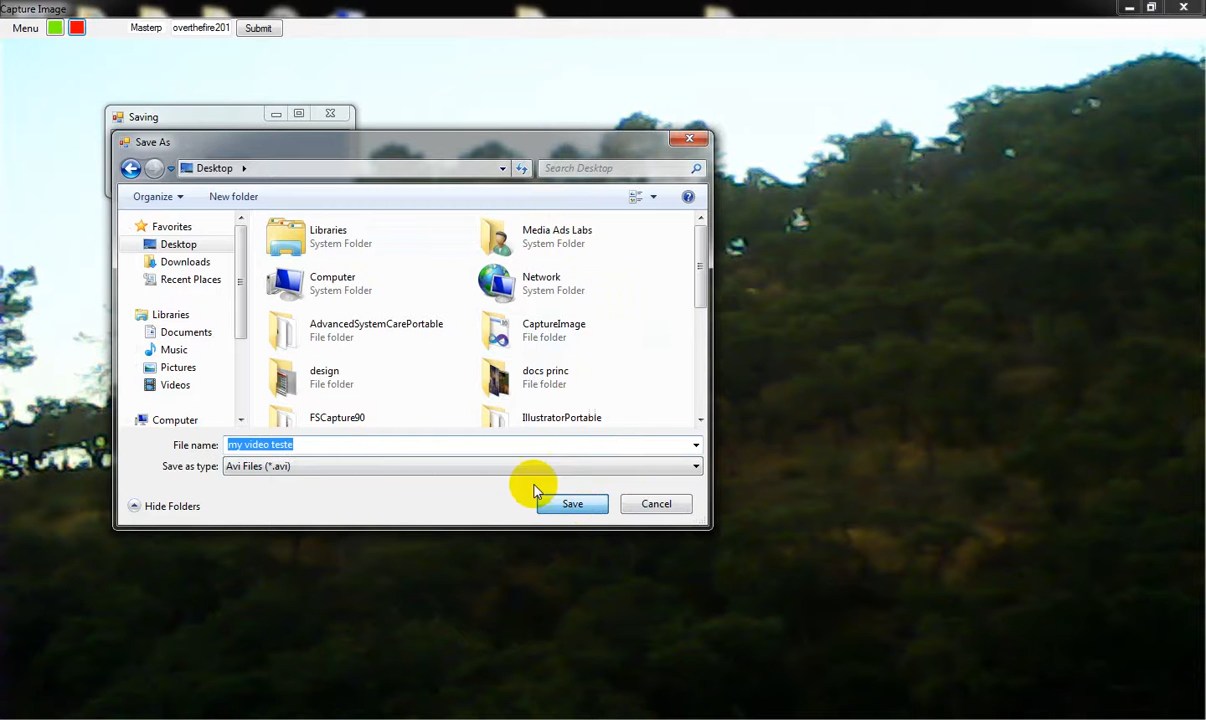 Capture Image
Menu Masterp overthefire201 Submit
Saving
Save As
Desktop Search Desktop
Organize New folder
Favorites
Desktop
Downloads
Recent Places
Libraries
Documents
Music
Pictures
Videos
Computer
Libraries
System Folder
Media Ads Labs
System Folder
Computer
System Folder
Network
System Folder
AdvancedSystemCarePortable
File folder
CaptureImage
File folder
design
File folder
docs princ
File folder
FSCapture90
IllustratorPortable
File name: my video teste
Save as type: Avi Files (*.avi)
Hide Folders Save Cancel